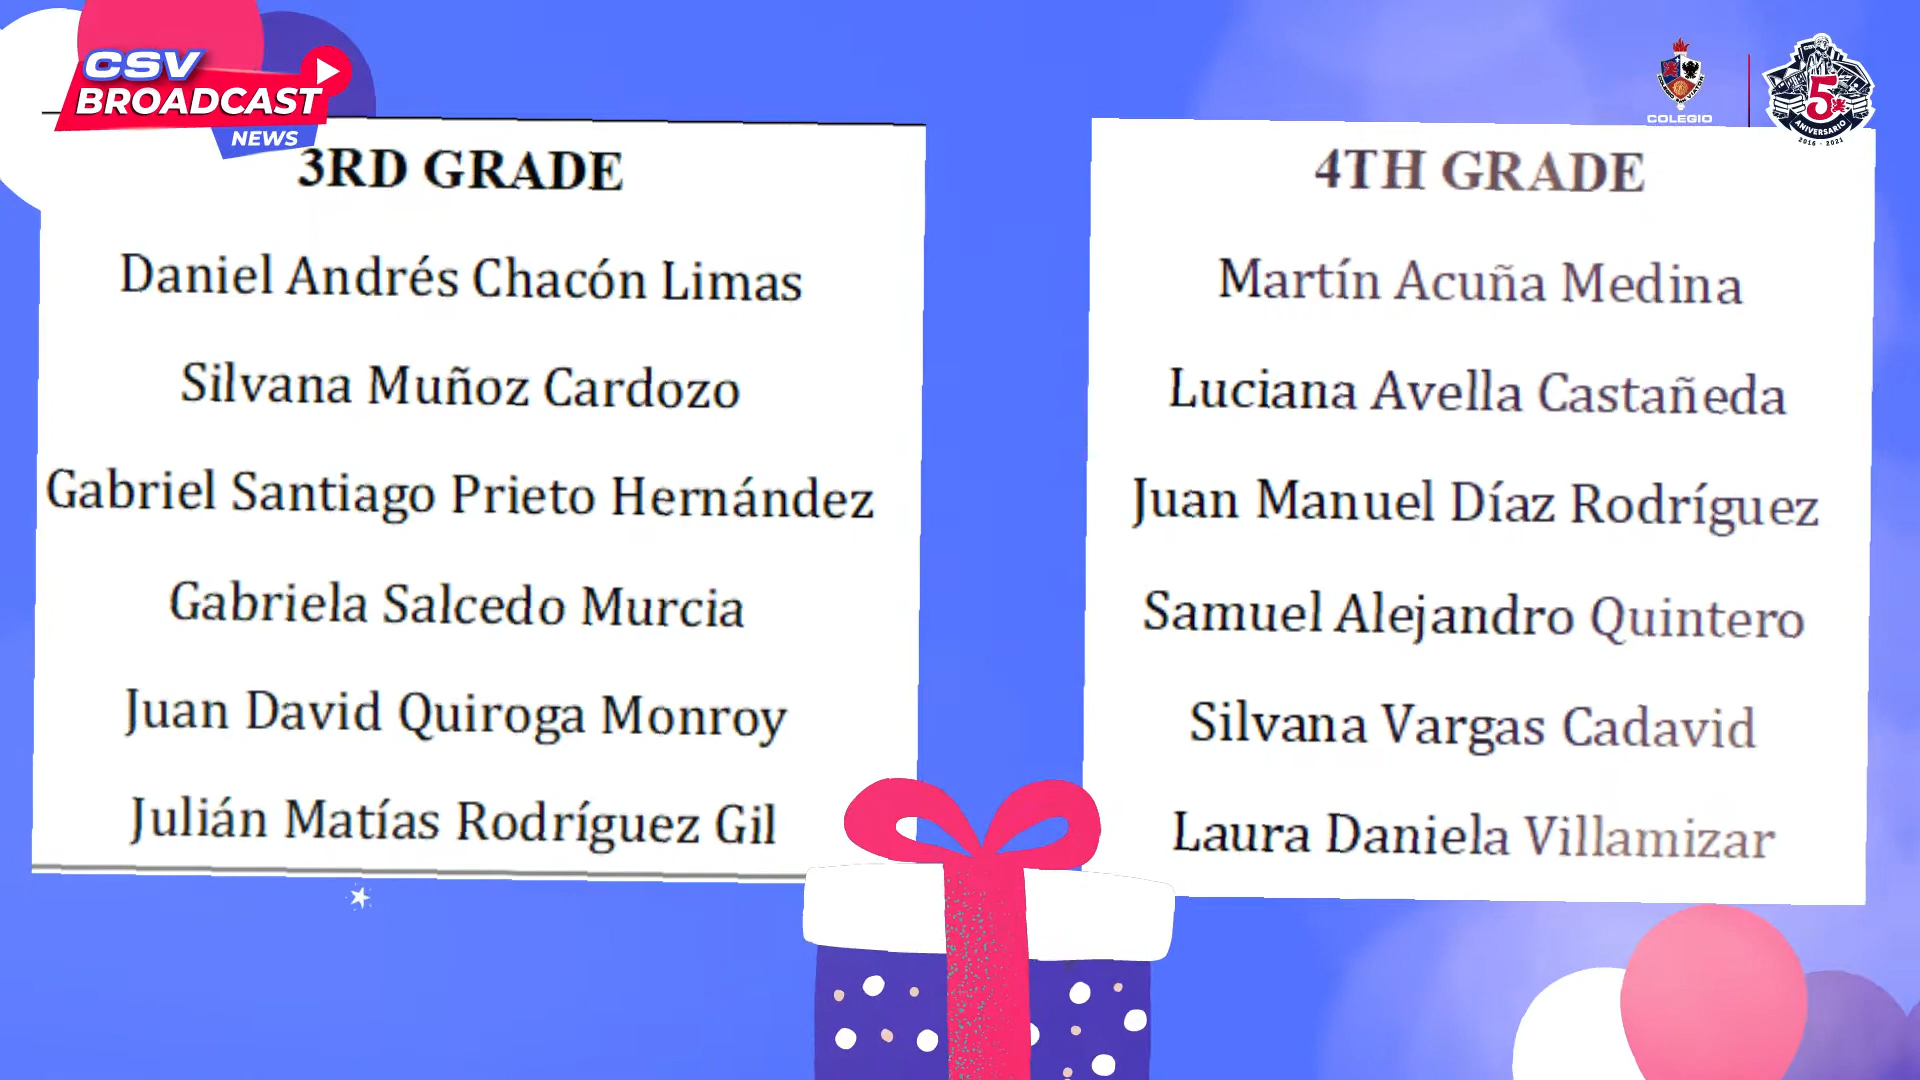 CSV
BROADCAST
NEWS
COLEGIO
5
ANIVERSARIO
2016 - 2021
3RD GRADE
Daniel Andrés Chacón Limas
Silvana Muñoz Cardozo
Gabriel Santiago Prieto Hernández
Gabriela Salcedo Murcia
Juan David Quiroga Monroy
Julián Matías Rodríguez Gil
4TH GRADE
Martín Acuña Medina
Luciana Avella Castañeda
Juan Manuel Díaz Rodríguez
Samuel Alejandro Quintero
Silvana Vargas Cadavid
Laura Daniela Villamizar